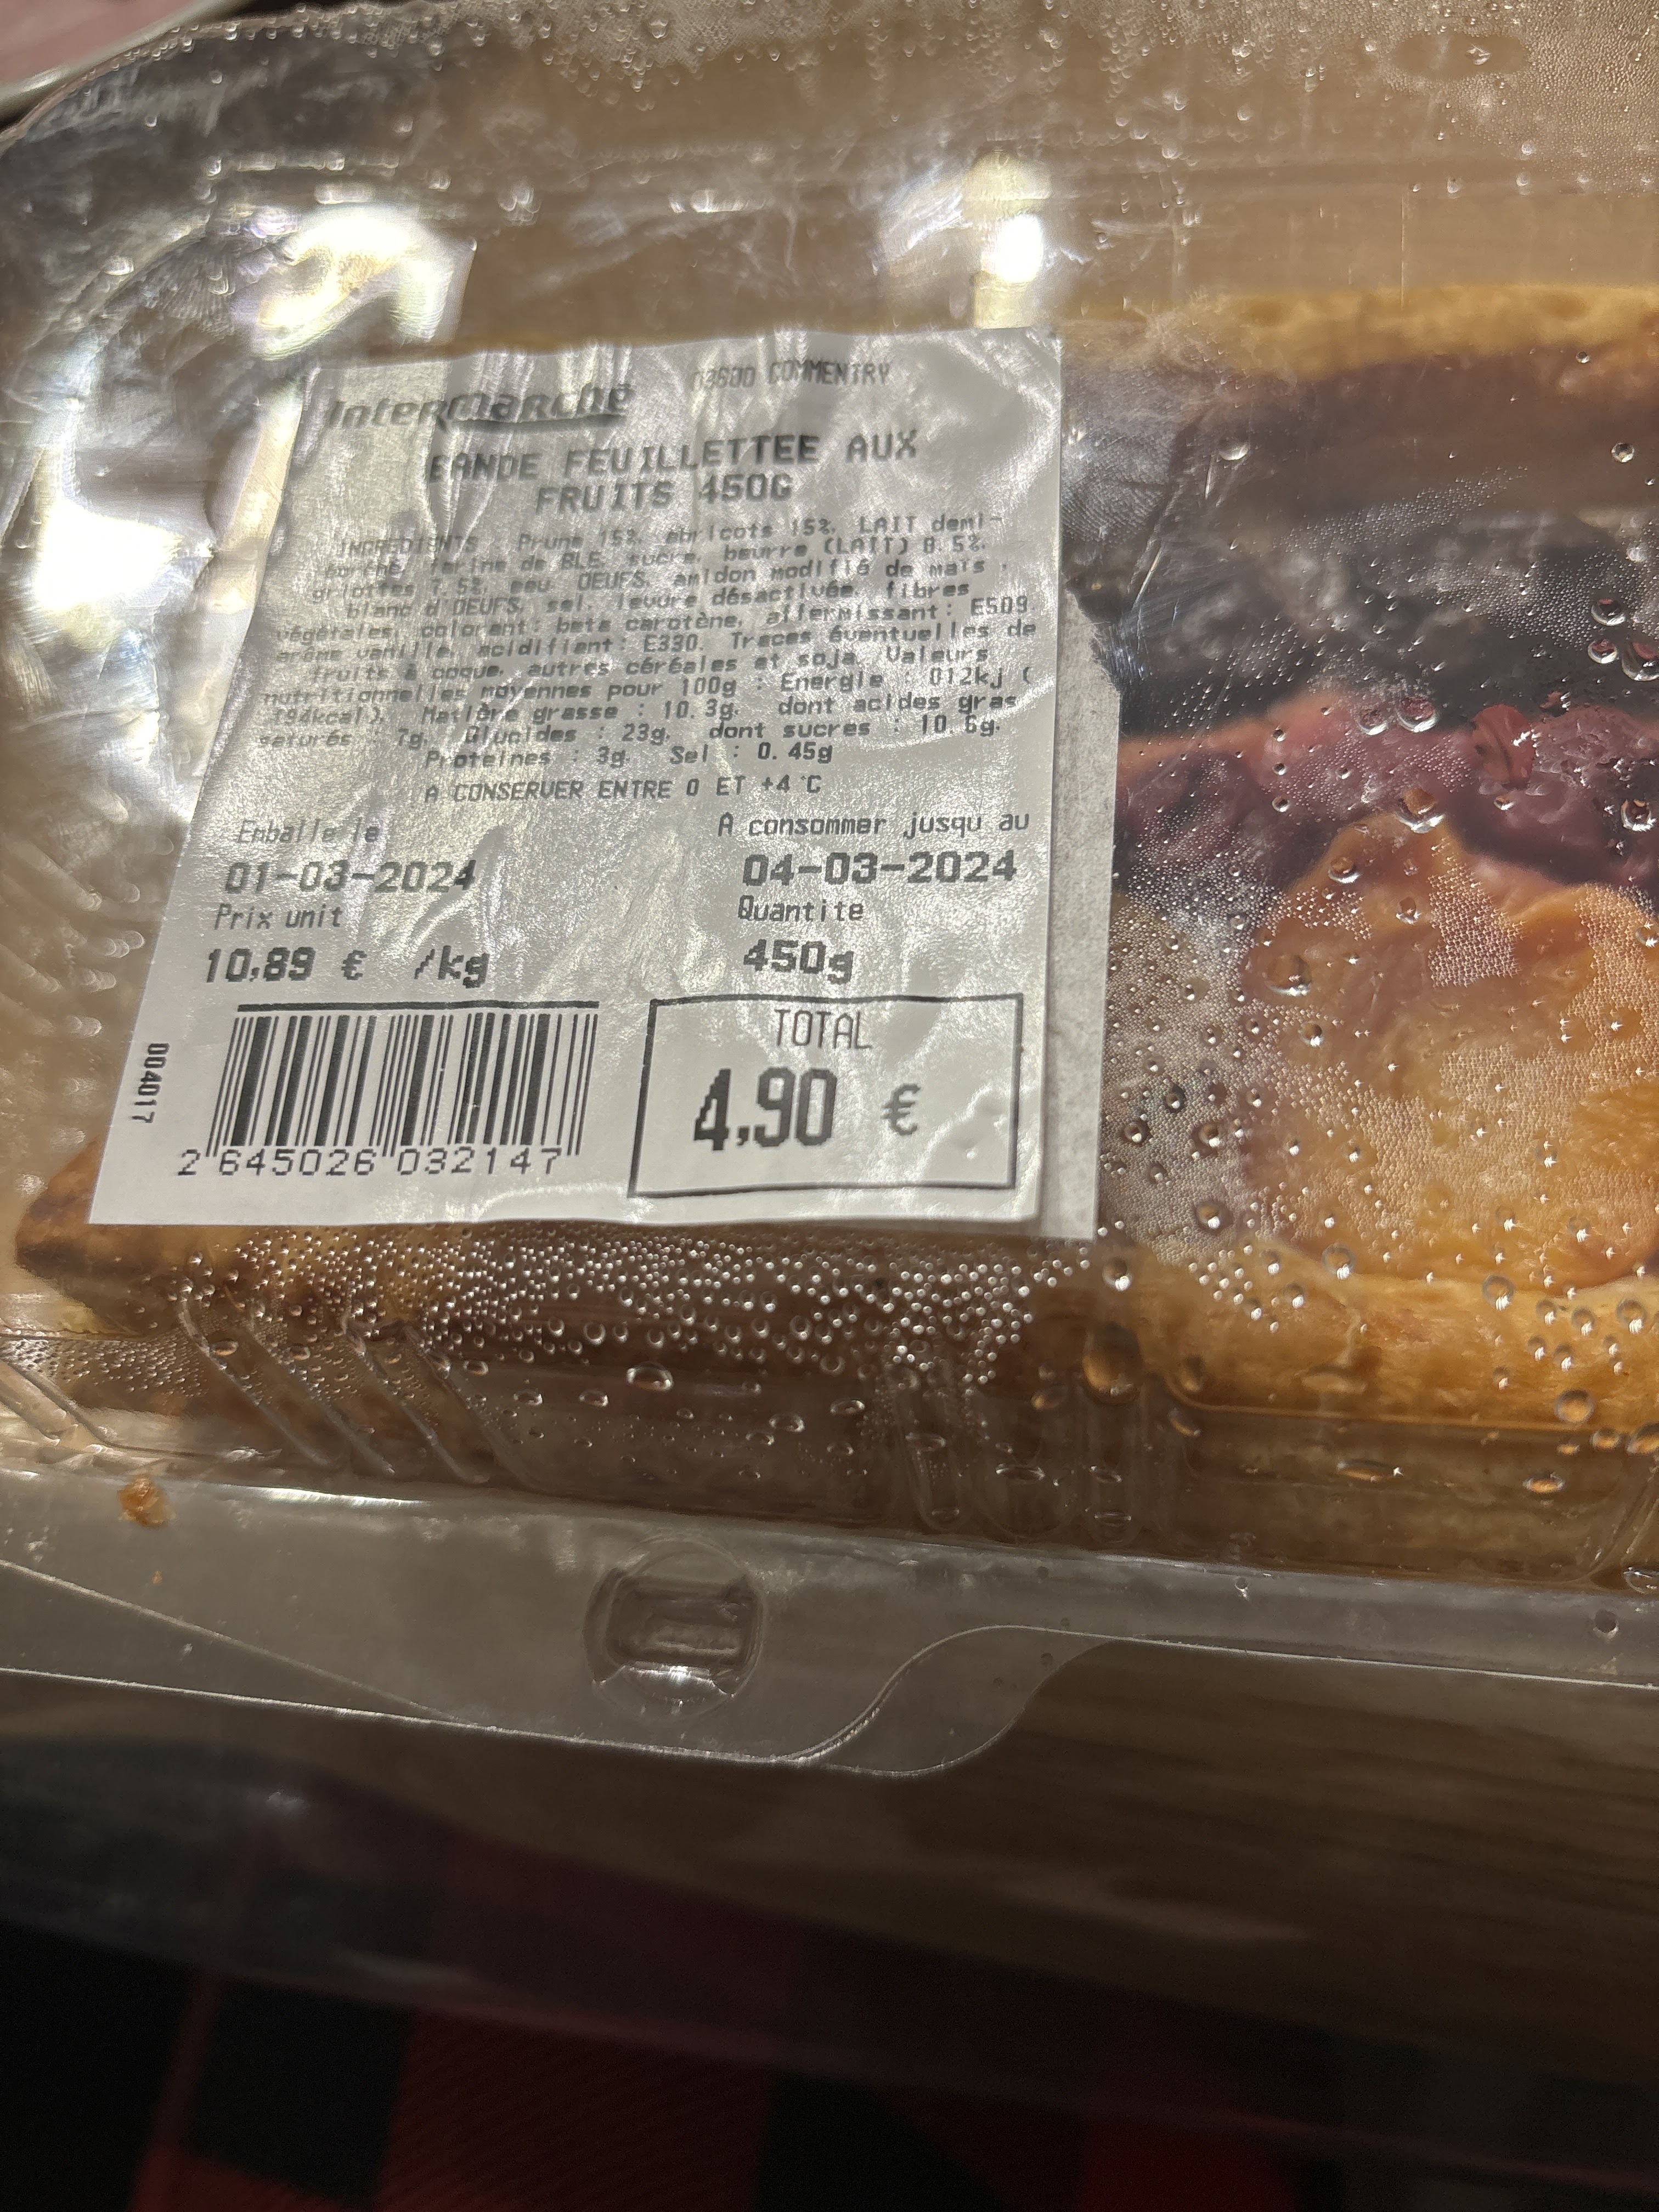 Intermarché
03600 COMMENTRY
BANDE FEUILLETTEE AUX
FRUITS 450G
INGREDIENTS : Prune 15%, abricots 15%, LAIT demi-
farine de BLE, sucre, beurre (LAIT) 8.5%,
griottes 7.5%, eau, OEUFS, amidon modifié de maïs,
blanc d'OEUFS, sel, levure désactivée, fibres
végétales, colorant: beta carotène, affermissant: E509,
arôme vanille, acidifiant: E330. Traces éventuelles de
fruits à coque, autres céréales et soja. Valeurs
nutritionnelles moyennes pour 100g : Energie : 812kj (
194kcal). Matière grasse : 10.3g. dont acides gras
saturés : 7g. Glucides : 23g. dont sucres : 10.6g.
Protéines : 3g. Sel : 0.45g
A CONSERVER ENTRE 0 ET +4°C
Emballe le
A consommer jusqu au
01-03-2024
04-03-2024
Prix unit
Quantite
10,89 € /kg
450g
TOTAL
4,90 €
004017
2 645026 032147